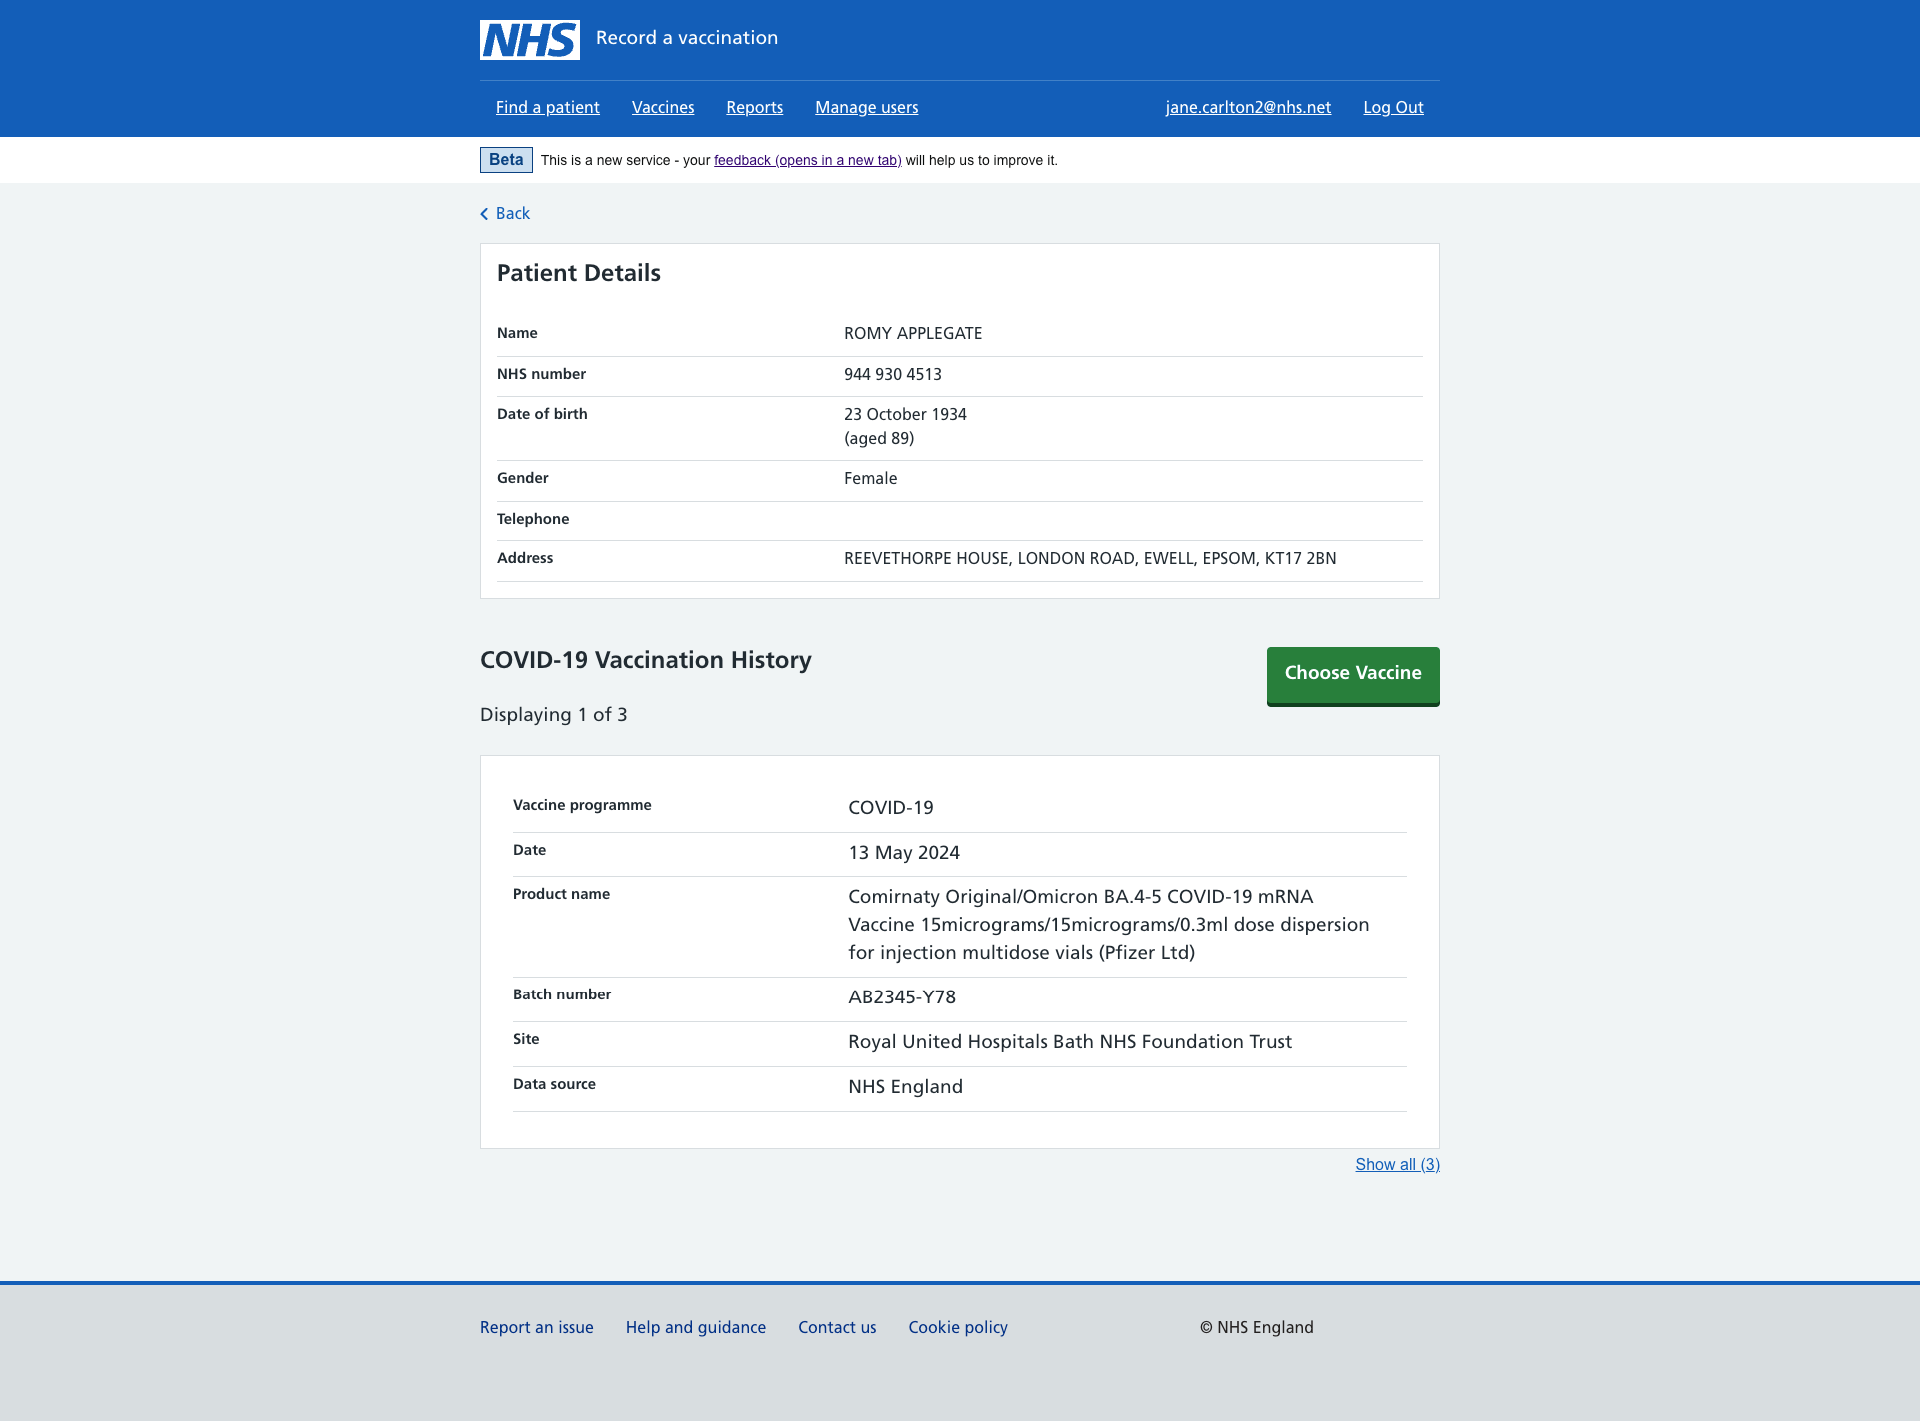 NHS Record a vaccination
Find a patient Vaccines Reports Manage users jane.carlton2@nhs.net Log Out
Beta This is a new service - your feedback (opens in a new tab) will help us to improve it.
Back
Patient Details
Name ROMY APPLEGATE
NHS number 944 930 4513
Date of birth 23 October 1934
(aged 89)
Gender Female
Telephone
Address REEVETHORPE HOUSE, LONDON ROAD, EWELL, EPSOM, KT17 2BN
COVID-19 Vaccination History
Choose Vaccine
Displaying 1 of 3
Vaccine programme COVID-19
Date 13 May 2024
Product name Comirnaty Original/Omicron BA.4-5 COVID-19 mRNA
Vaccine 15micrograms/15micrograms/0.3ml dose dispersion
for injection multidose vials (Pfizer Ltd)
Batch number AB2345-Y78
Site Royal United Hospitals Bath NHS Foundation Trust
Data source NHS England
Show all (3)
Report an issue Help and guidance Contact us Cookie policy © NHS England